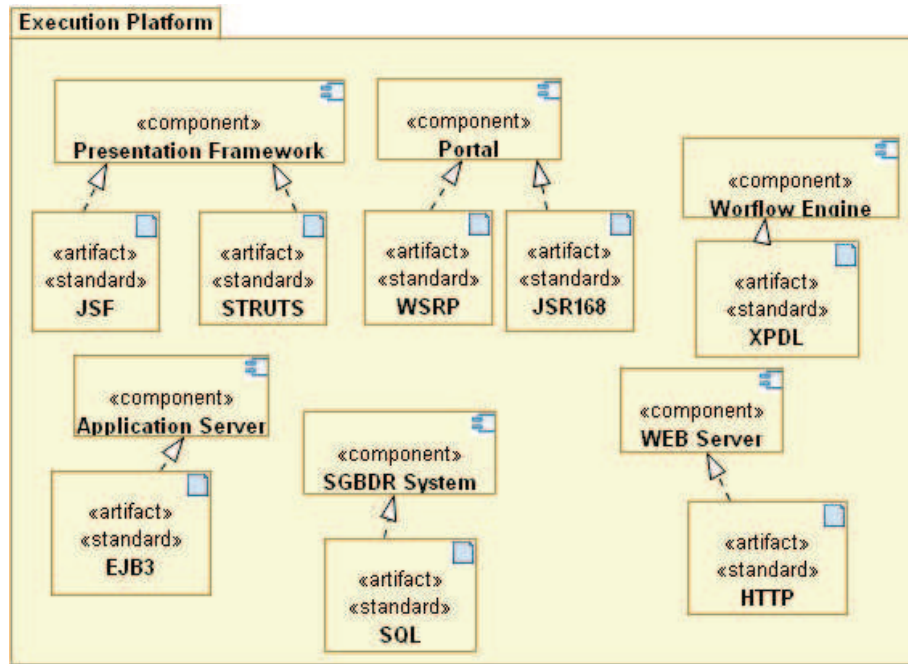 Execution Platform
«component»
Presentation Framework
«component»
Portal
«component»
Worflow Engine
«artifact»
«standard»
JSF
«artifact»
«standard»
STRUTS
«artifact»
«standard»
WSRP
«artifact»
«standard»
JSR168
«artifact»
«standard»
XPDL
«component»
Application Server
«component»
SGBDR System
«component»
WEB Server
«artifact»
«standard»
EJB3
«artifact»
«standard»
SQL
«artifact»
«standard»
HTTP